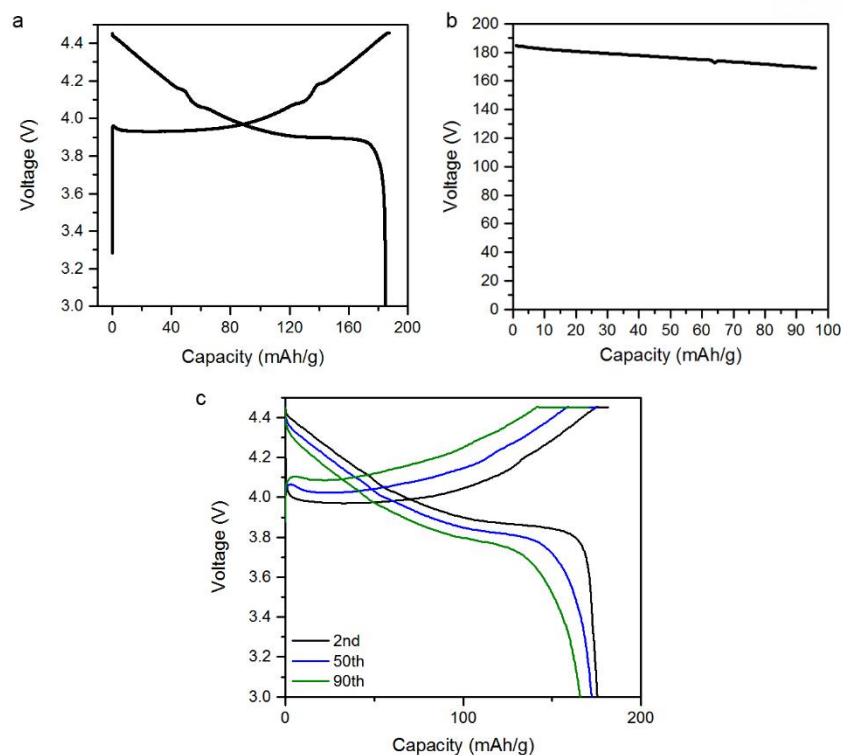 a
Voltage (V)
4.4
4.2
4.0
3.8
3.6
3.4
3.2
3.0
0 40 80 120 160 200
Capacity (mAh/g)
b
Voltage (V)
200
180
160
140
120
100
80
60
40
20
0
0 10 20 30 40 50 60 70 80 90 100
Capacity (mAh/g)
c
Voltage (V)
4.4
4.2
4.0
3.8
3.6
3.4
3.2
3.0
2nd
50th
90th
0 100 200
Capacity (mAh/g)